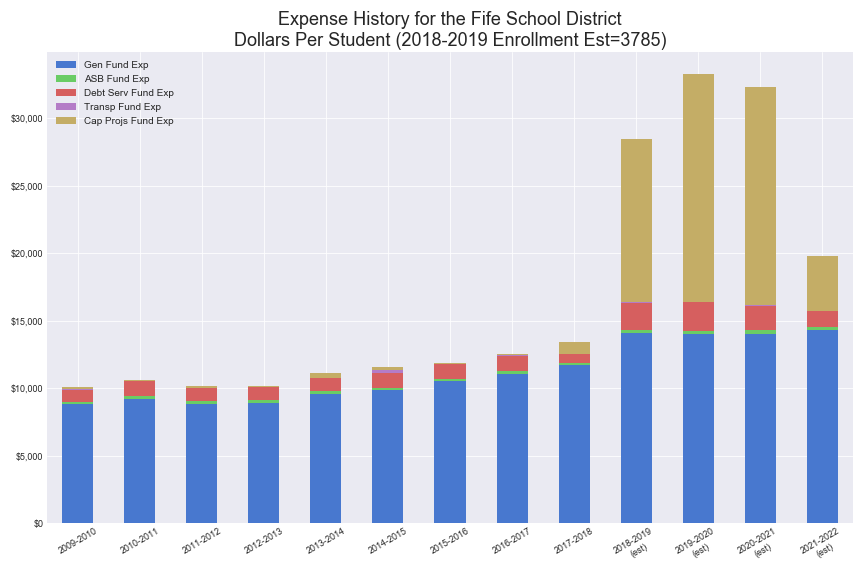 Expense History for the Fife School District
Dollars Per Student (2018-2019 Enrollment Est=3785)
Gen Fund Exp
ASB Fund Exp
Debt Serv Fund Exp
Transp Fund Exp
Cap Projs Fund Exp
$30,000
$25,000
$20,000
$15,000
$10,000
$5,000
$0
2009-2010
2010-2011
2011-2012
2012-2013
2013-2014
2014-2015
2015-2016
2016-2017
2017-2018
2018-2019
(est)
2019-2020
(est)
2020-2021
(est)
2021-2022
(est)